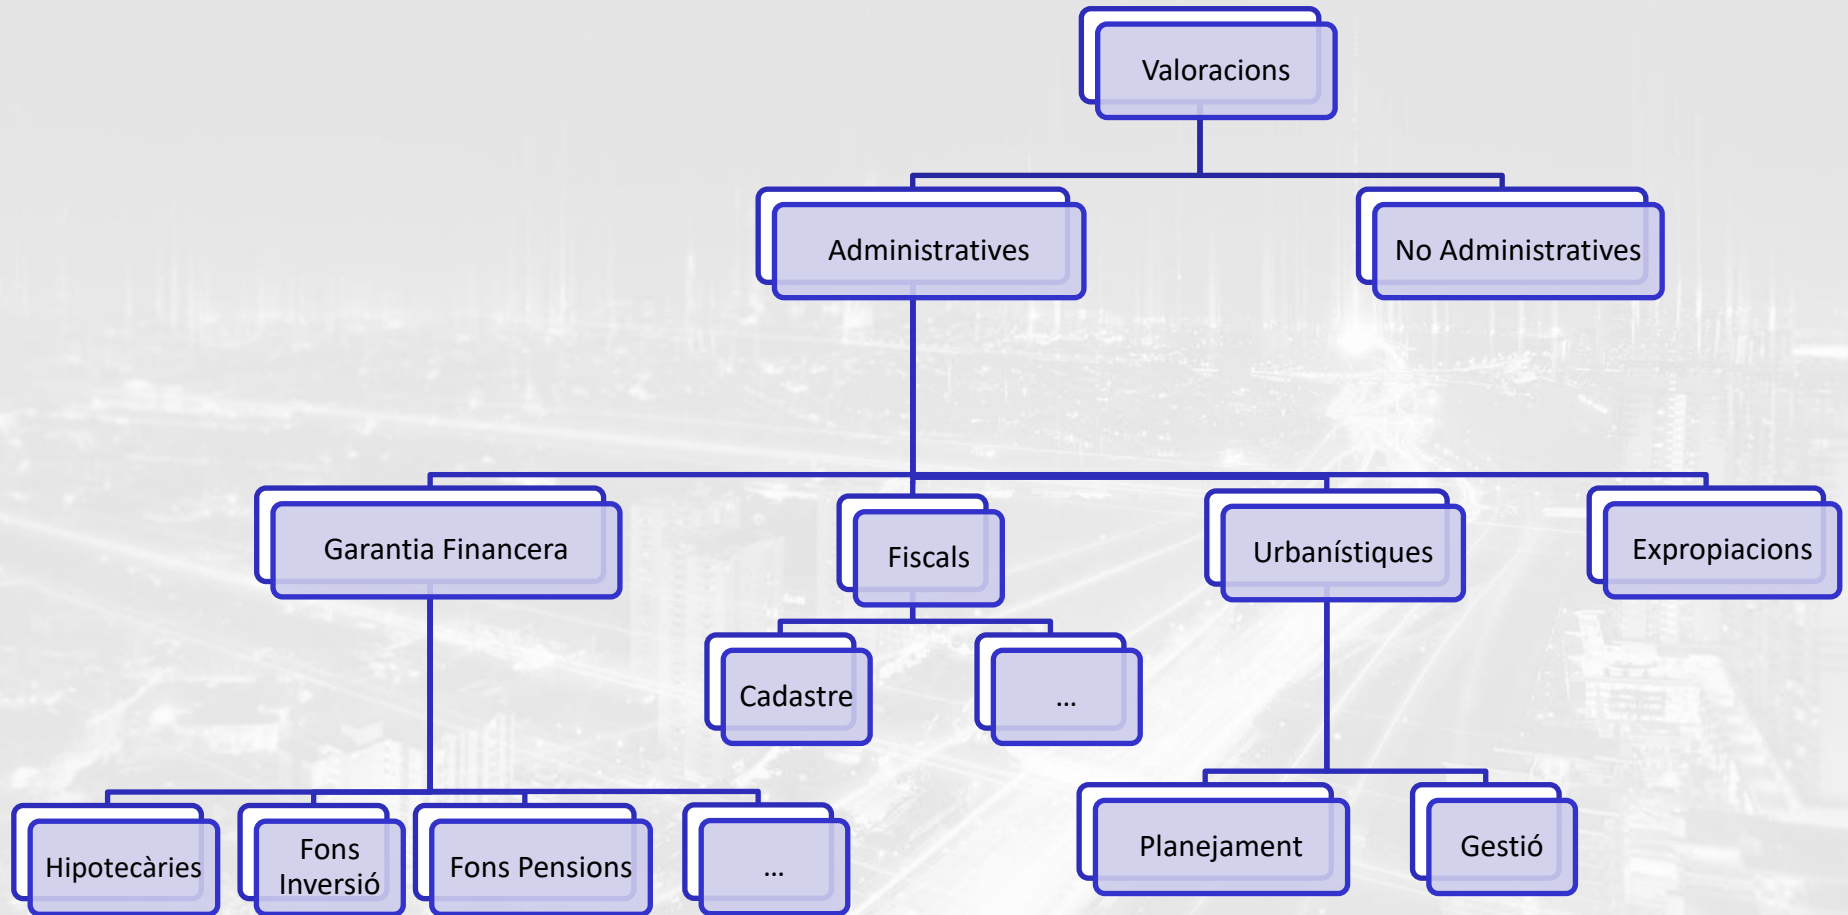 Valoracions
Administratives
No Administratives
Garantia Financera
Fiscals
Urbanístiques
Expropiacions
Cadastre
...
Hipotecàries
Fons
Inversió
Fons Pensions
...
Planejament
Gestió